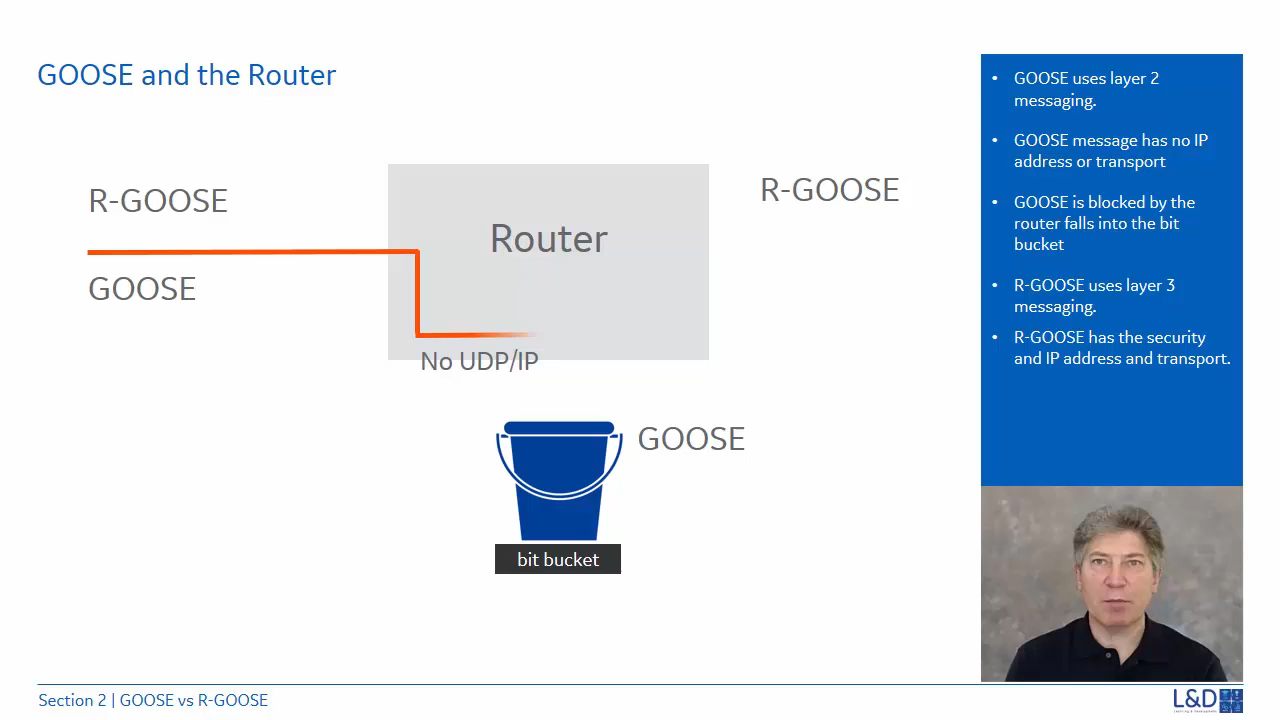 GOOSE and the Router
R-GOOSE
GOOSE
Router
No UDP/IP
R-GOOSE
GOOSE
bit bucket
• GOOSE uses layer 2
messaging.
• GOOSE message has no IP
address or transport
• GOOSE is blocked by the
router falls into the bit
bucket
• R-GOOSE uses layer 3
messaging.
• R-GOOSE has the security
and IP address and transport.
Section 2 | GOOSE vs R-GOOSE
L&D